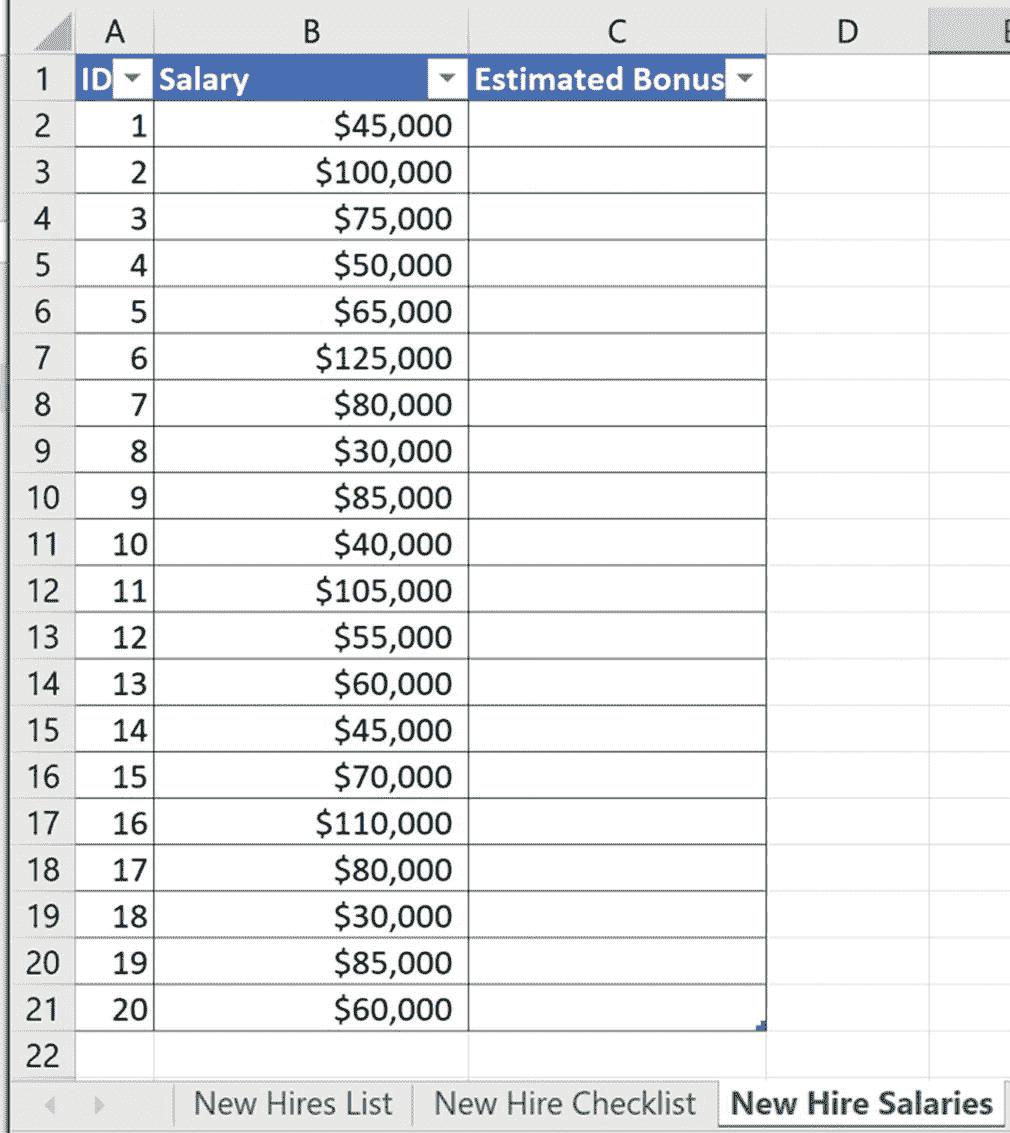 A B C D
1 ID Salary Estimated Bonus
2 1 $45,000
3 2 $100,000
4 3 $75,000
5 4 $50,000
6 5 $65,000
7 6 $125,000
8 7 $80,000
9 8 $30,000
10 9 $85,000
11 10 $40,000
12 11 $105,000
13 12 $55,000
14 13 $60,000
15 14 $45,000
16 15 $70,000
17 16 $110,000
18 17 $80,000
19 18 $30,000
20 19 $85,000
21 20 $60,000
22
New Hires List New Hire Checklist New Hire Salaries